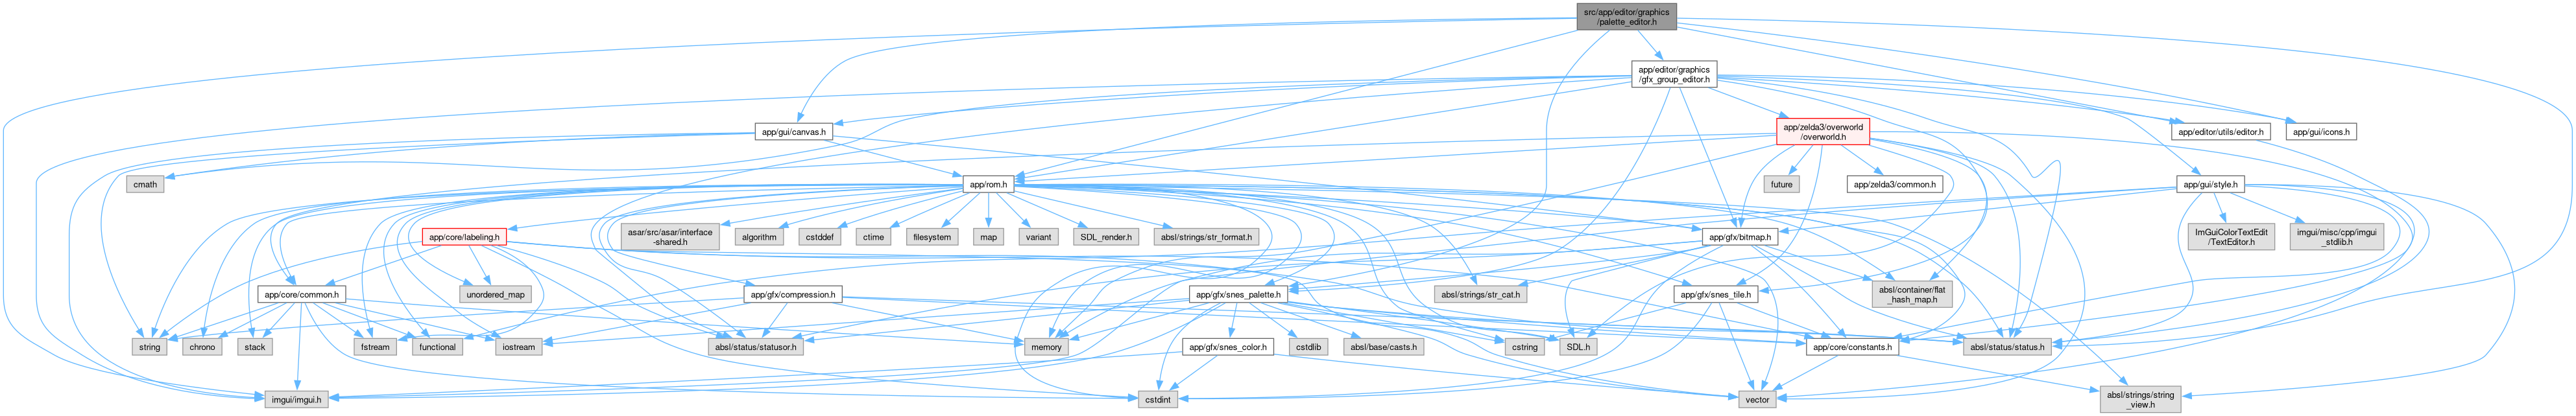 src/app/editor/graphics
/palette_editor.h
app/editor/graphics
/gfx_group_editor.h
app/gui/canvas.h
app/zelda3/overworld
/overworld.h
app/editor/utils/editor.h
app/gui/icons.h
cmath
app/rom.h
future
app/zelda3/common.h
app/gui/style.h
app/core/labeling.h
asar/src/asar/interface
-shared.h
algorithm
cstddef
ctime
filesystem
map
variant
SDL_render.h
absl/strings/str_format.h
app/gfx/bitmap.h
ImGuiColorTextEdit
/TextEditor.h
imgui/misc/cpp/imgui
_stdlib.h
app/core/common.h
unordered_map
app/gfx/compression.h
absl/strings/str_cat.h
app/gfx/snes_palette.h
app/gfx/snes_tile.h
absl/container/flat
_hash_map.h
string
chrono
stack
fstream
functional
iostream
absl/status/statusor.h
memory
app/gfx/snes_color.h
cstdlib
absl/base/casts.h
cstring
SDL.h
app/core/constants.h
absl/status/status.h
imgui/imgui.h
cstdint
vector
absl/strings/string
_view.h